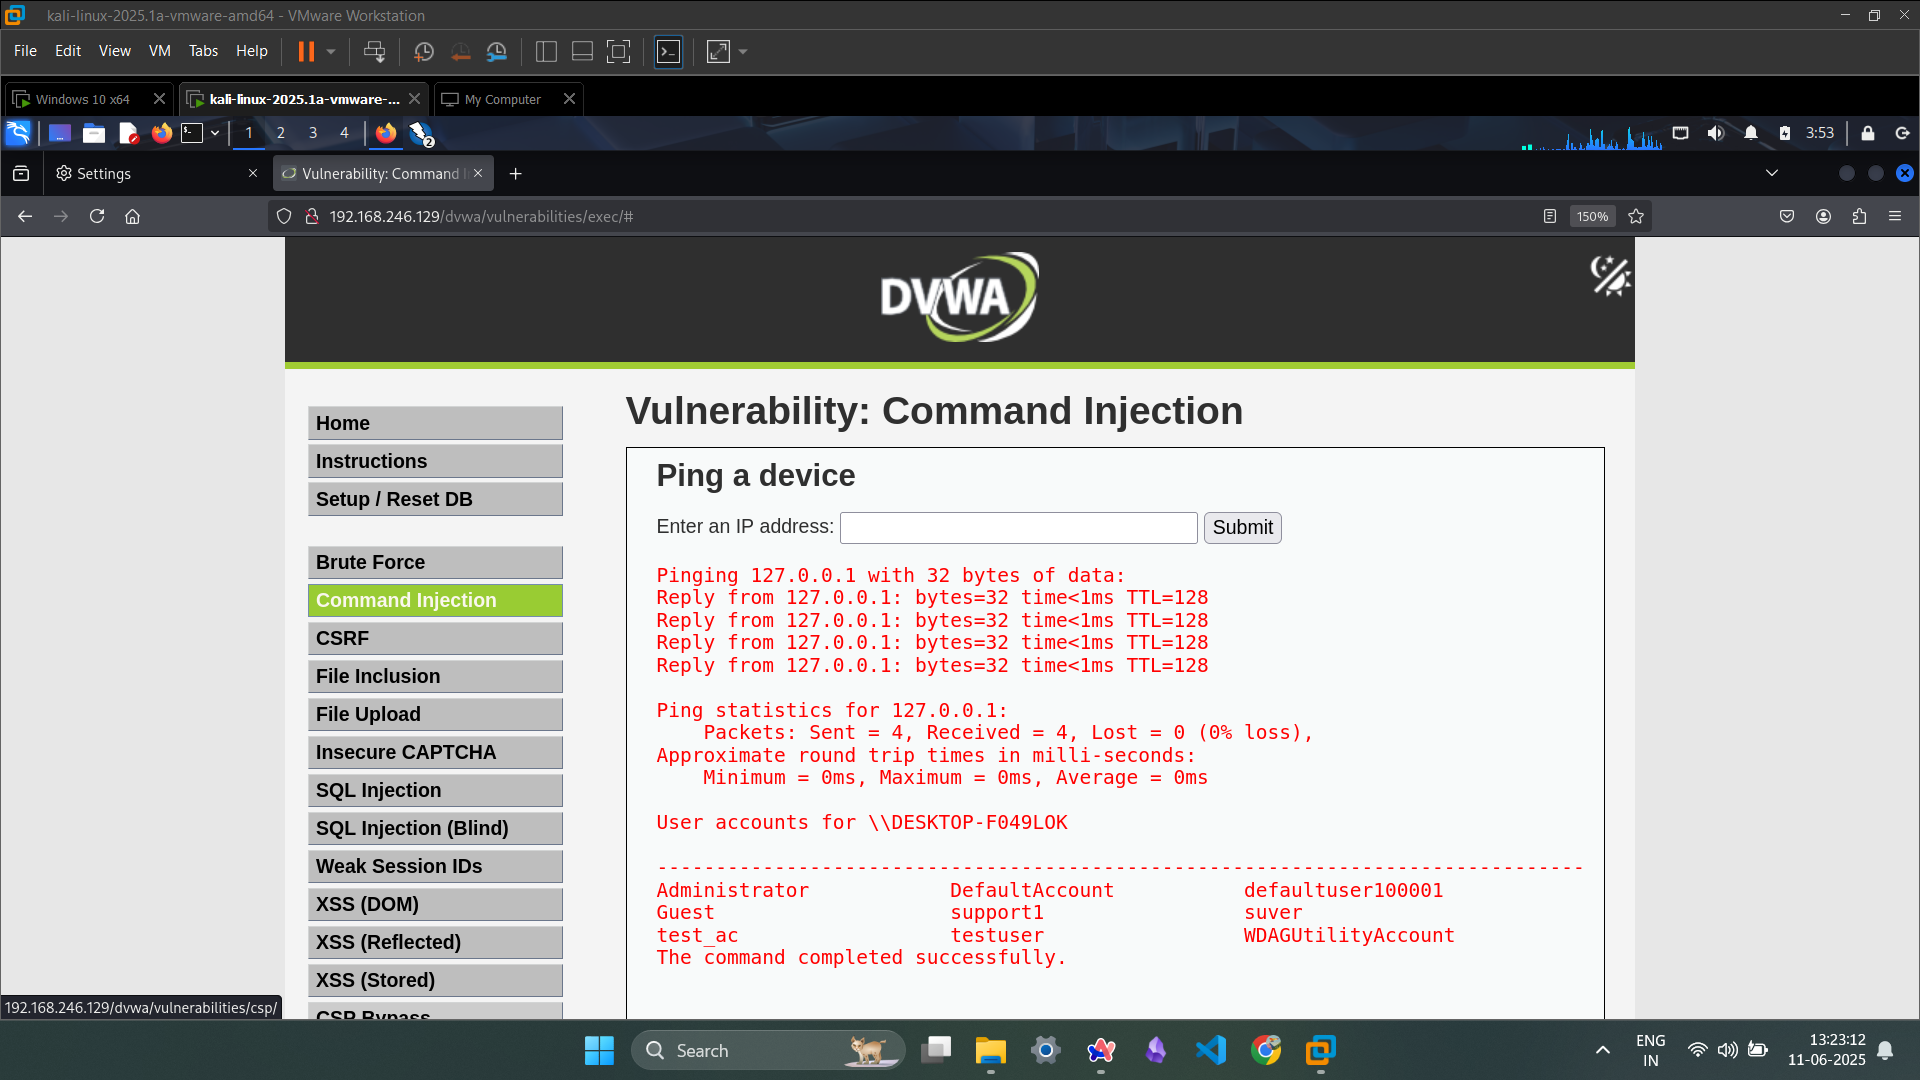 kali-linux-2025.1a-vmware-amd64 - VMware Workstation
File Edit View VM Tabs Help
Windows 10 x64
kali-linux-2025.1a-vmware-...
My Computer
1 2 3 4
2
3:53
Settings
Vulnerability: Command I
192.168.246.129/dvwa/vulnerabilities/exec/#
150%
DVWA
Home
Instructions
Setup / Reset DB
Brute Force
Command Injection
CSRF
File Inclusion
File Upload
Insecure CAPTCHA
SQL Injection
SQL Injection (Blind)
Weak Session IDs
XSS (DOM)
XSS (Reflected)
XSS (Stored)
CSP Bypass
Vulnerability: Command Injection
Ping a device
Enter an IP address: Submit
Pinging 127.0.0.1 with 32 bytes of data:
Reply from 127.0.0.1: bytes=32 time<1ms TTL=128
Reply from 127.0.0.1: bytes=32 time<1ms TTL=128
Reply from 127.0.0.1: bytes=32 time<1ms TTL=128
Reply from 127.0.0.1: bytes=32 time<1ms TTL=128
Ping statistics for 127.0.0.1:
Packets: Sent = 4, Received = 4, Lost = 0 (0% loss),
Approximate round trip times in milli-seconds:
Minimum = 0ms, Maximum = 0ms, Average = 0ms
User accounts for \\DESKTOP-F049LOK
-------------------------------------------------------------------------------
Administrator DefaultAccount defaultuser100001
Guest support1 suver
test_ac testuser WDAGUtilityAccount
The command completed successfully.
192.168.246.129/dvwa/vulnerabilities/csp/
Search
ENG
IN
13:23:12
11-06-2025